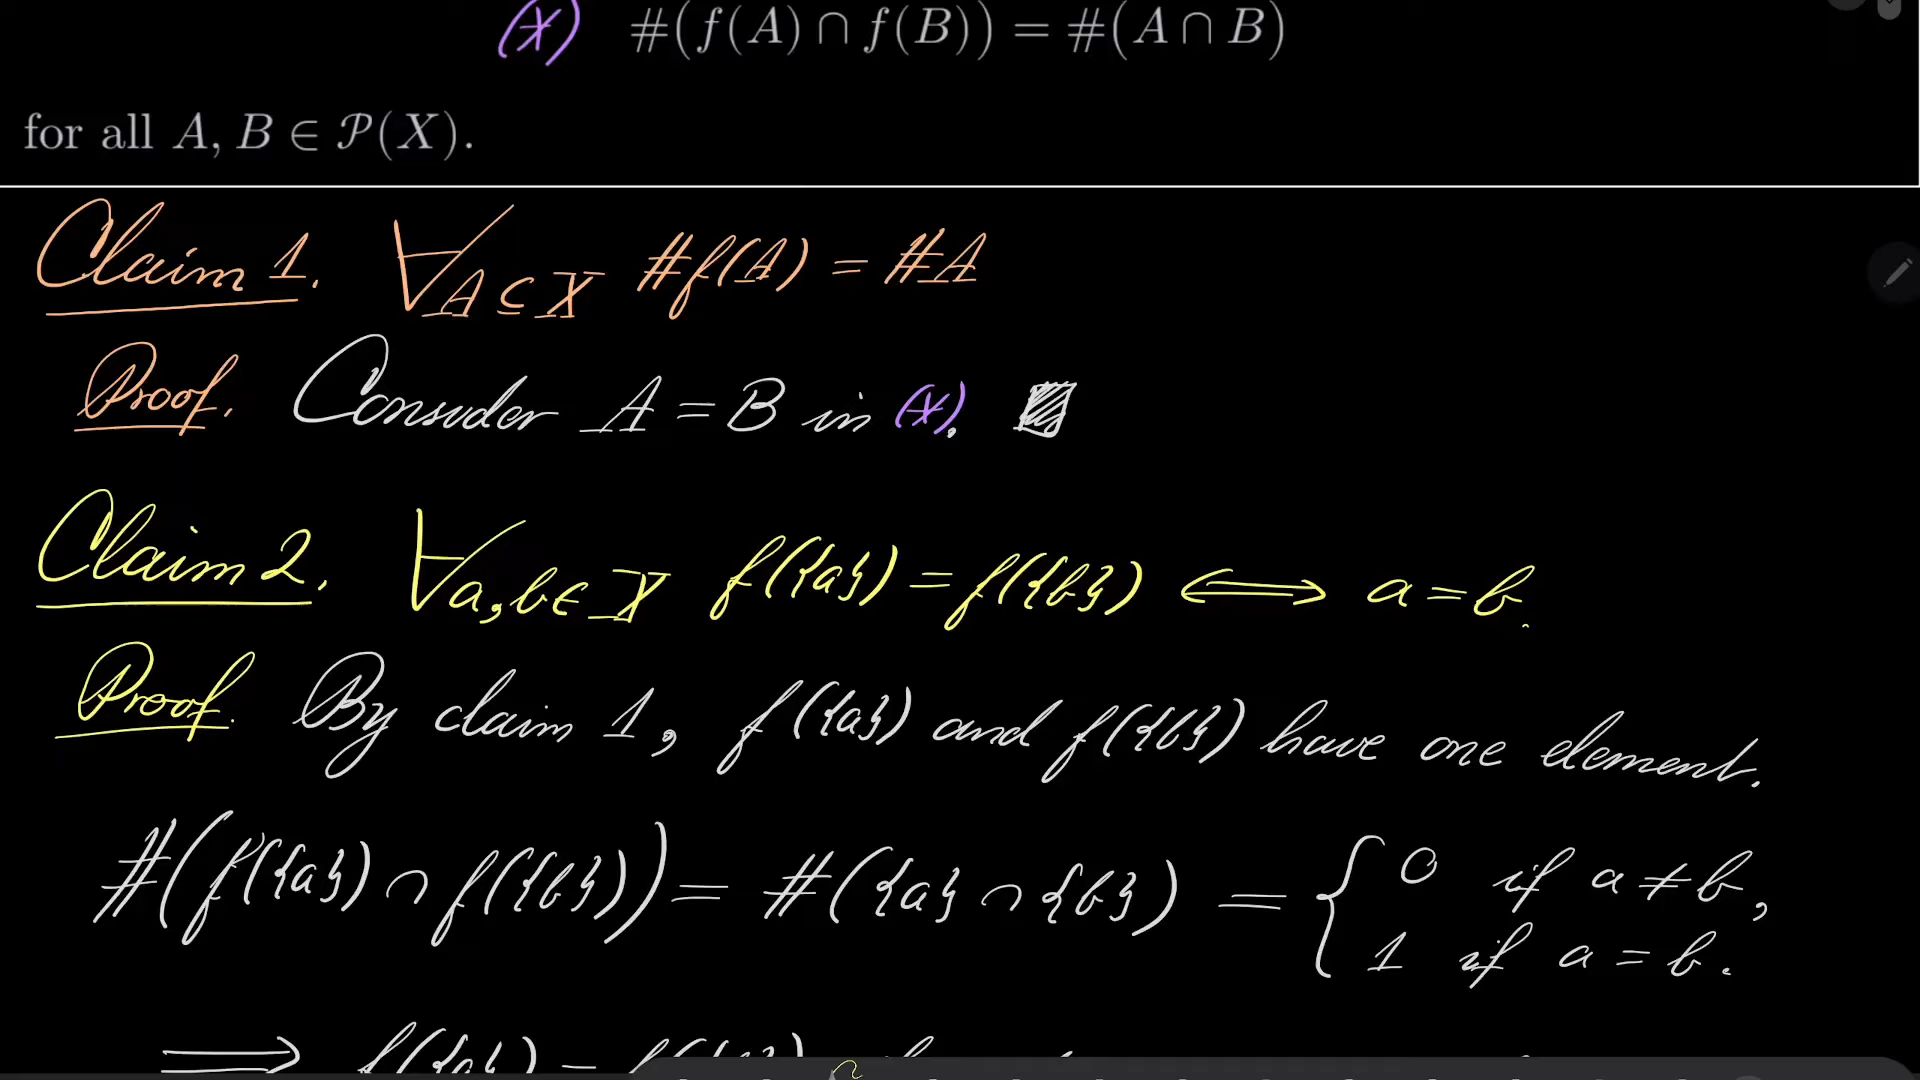 (*) #(f(A) ∩ f(B)) = #(A ∩ B)
for all A, B ∈ 𝒫(X).
Claim 1. ∀A⊆X #f(A) = #A
Proof. Consider A = B in (*).
Claim 2. ∀a,b∈X f({a}) = f({b}) ⟺ a = b.
Proof. By claim 1, f({a}) and f({b}) have one element.
#(f({a}) ∩ f({b})) = #({a} ∩ {b}) = { 0 if a ≠ b,
1 if a = b.
⟹ f({a}) =